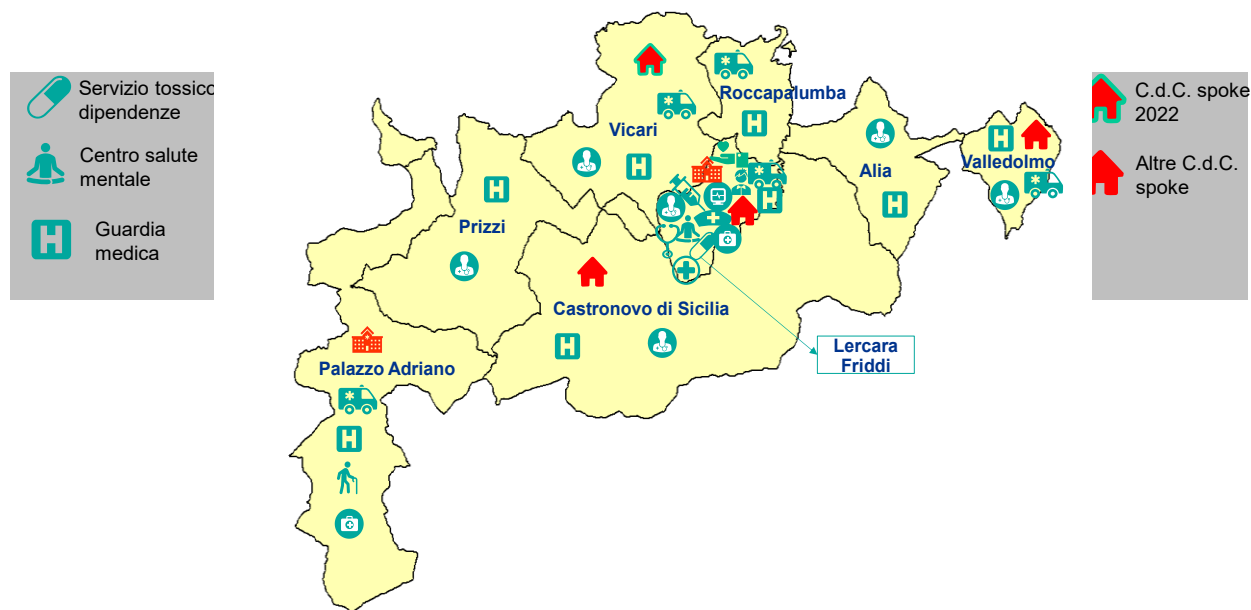 Servizio tossico
dipendenze
Centro salute
mentale
Guardia
medica
Roccapalumba
Vicari
Alia
Valledolmo
Prizzi
Castronovo di Sicilia
Palazzo Adriano
Lercara
Friddi
C.d.C. spoke
2022
Altre C.d.C.
spoke